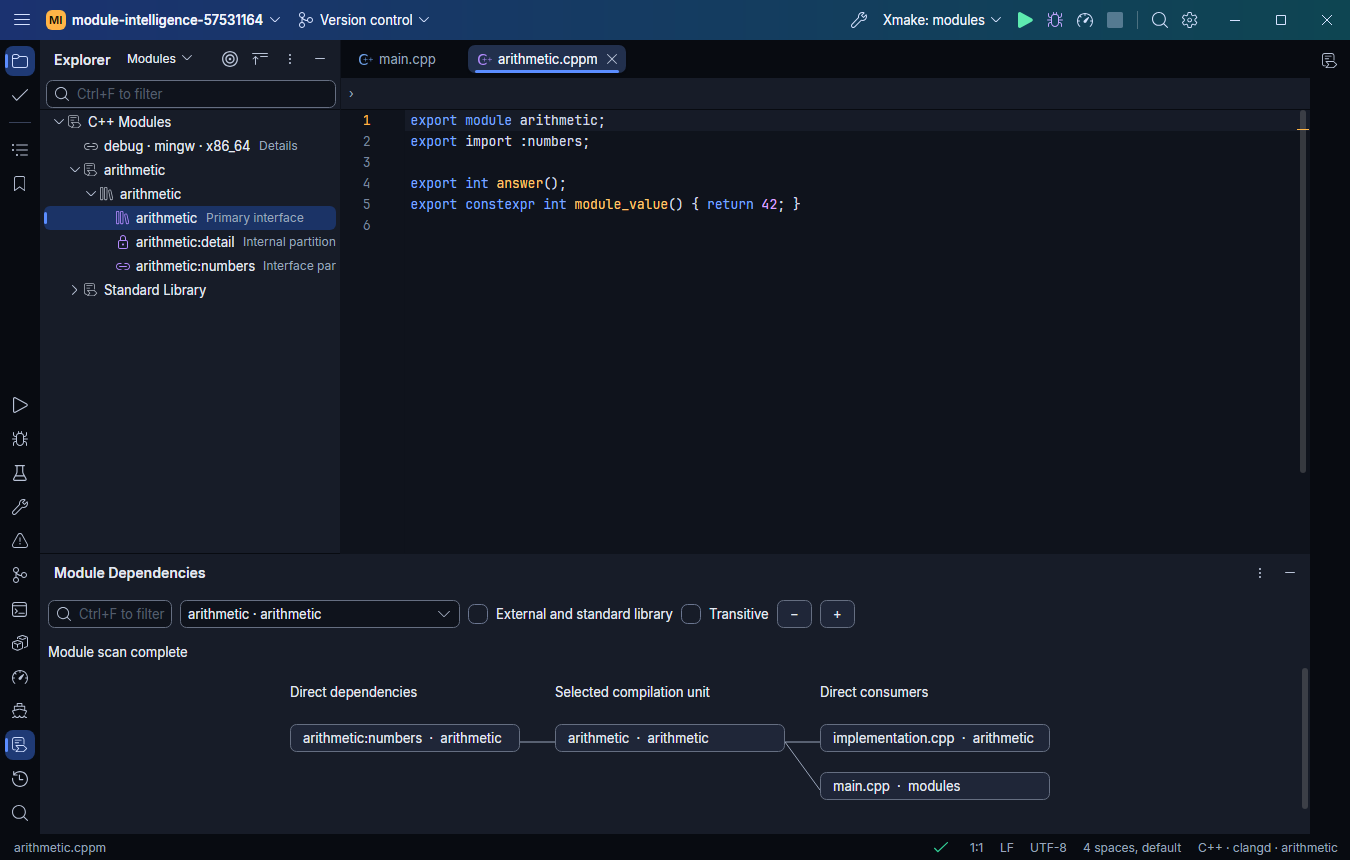 MI module-intelligence-57531164 Version control Xmake: modules
Explorer Modules
main.cpp
arithmetic.cppm
Ctrl+F to filter
C++ Modules
debug · mingw · x86_64 Details
arithmetic
arithmetic
arithmetic Primary interface
arithmetic:detail Internal partition
arithmetic:numbers Interface par
Standard Library
1 export module arithmetic;
2 export import :numbers;
3
4 export int answer();
5 export constexpr int module_value() { return 42; }
6
Module Dependencies
Ctrl+F to filter arithmetic · arithmetic External and standard library Transitive − +
Module scan complete
Direct dependencies Selected compilation unit Direct consumers
arithmetic:numbers · arithmetic arithmetic · arithmetic implementation.cpp · arithmetic
main.cpp · modules
arithmetic.cppm 1:1 LF UTF-8 4 spaces, default C++ · clangd · arithmetic